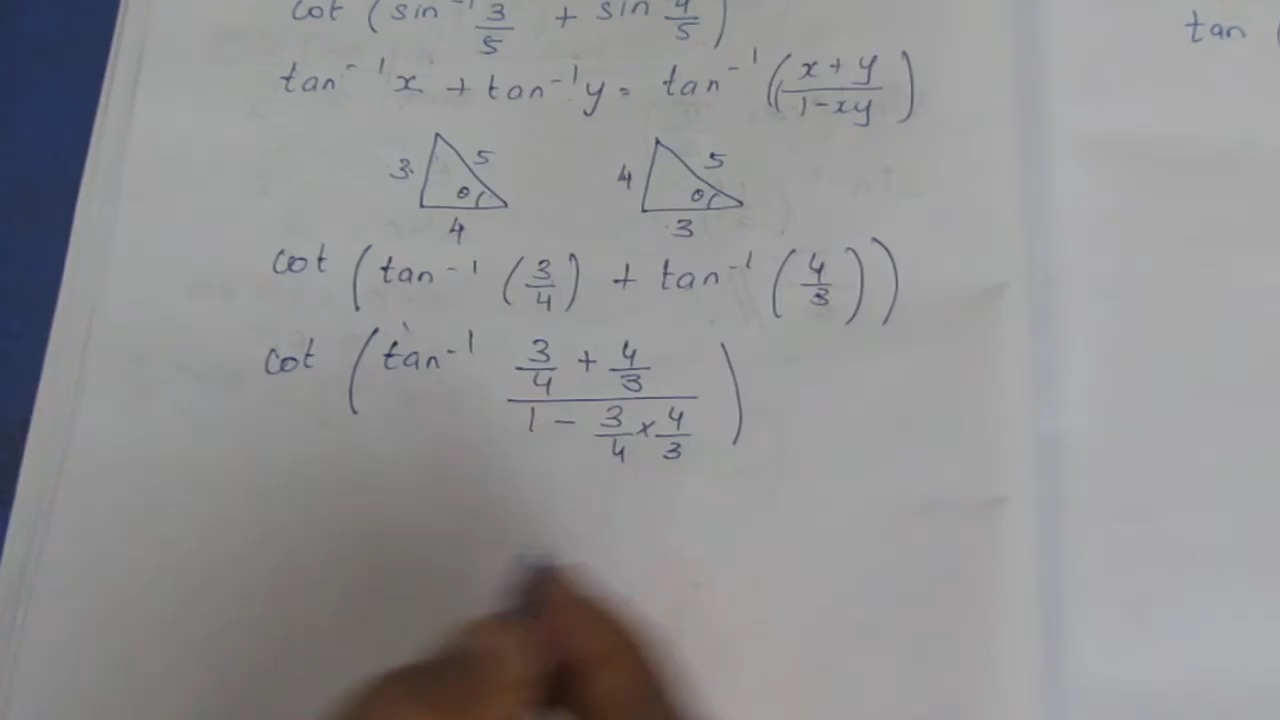 cot ( sin⁻¹ 3/5 + sin 4/5 )
tan (
tan⁻¹x + tan⁻¹y = tan⁻¹ ( x + y / 1 - xy )
3 5 θ 4
4 5 θ 3
cot ( tan⁻¹ ( 3/4 ) + tan⁻¹ ( 4/3 ) )
cot ( tan⁻¹ 3/4 + 4/3 / 1 - 3/4 × 4/3 )